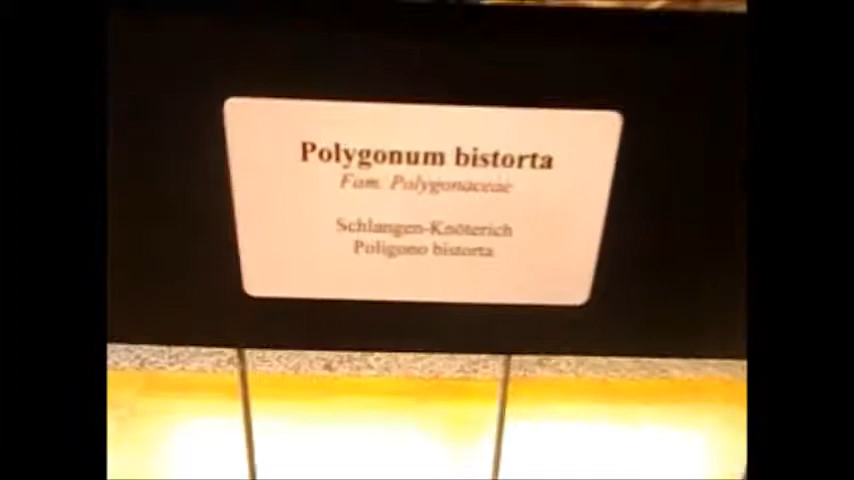 Polygonum bistorta
Fam. Polygonaceae
Schlangen-Knöterich
Poligono bistorta